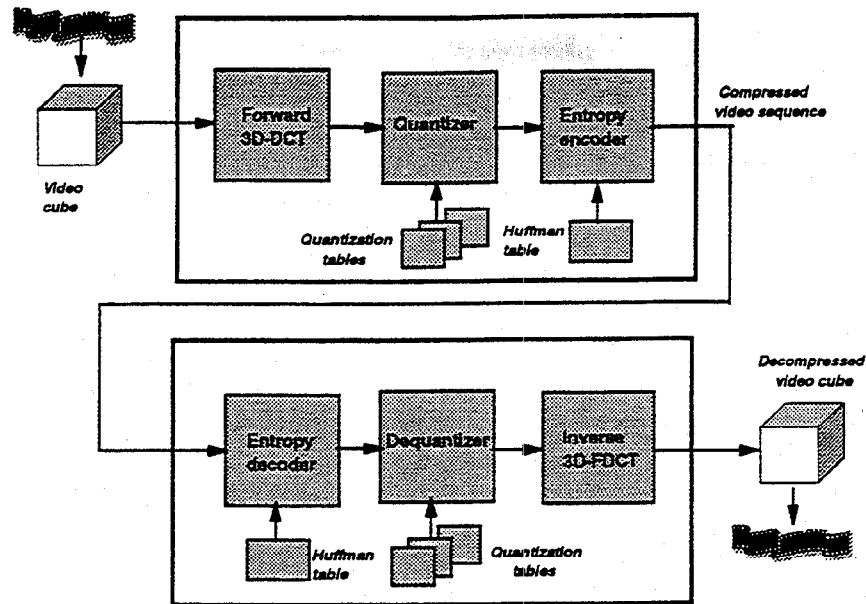 Forward
3D-DCT
Quantizer
Entropy
encoder
Compressed
video sequence
Video
cube
Quantization
tables
Huffman
table
Decompressed
video cube
Entropy
decoder
Dequantizer
Inverse
3D-FDCT
Huffman
table
Quantization
tables